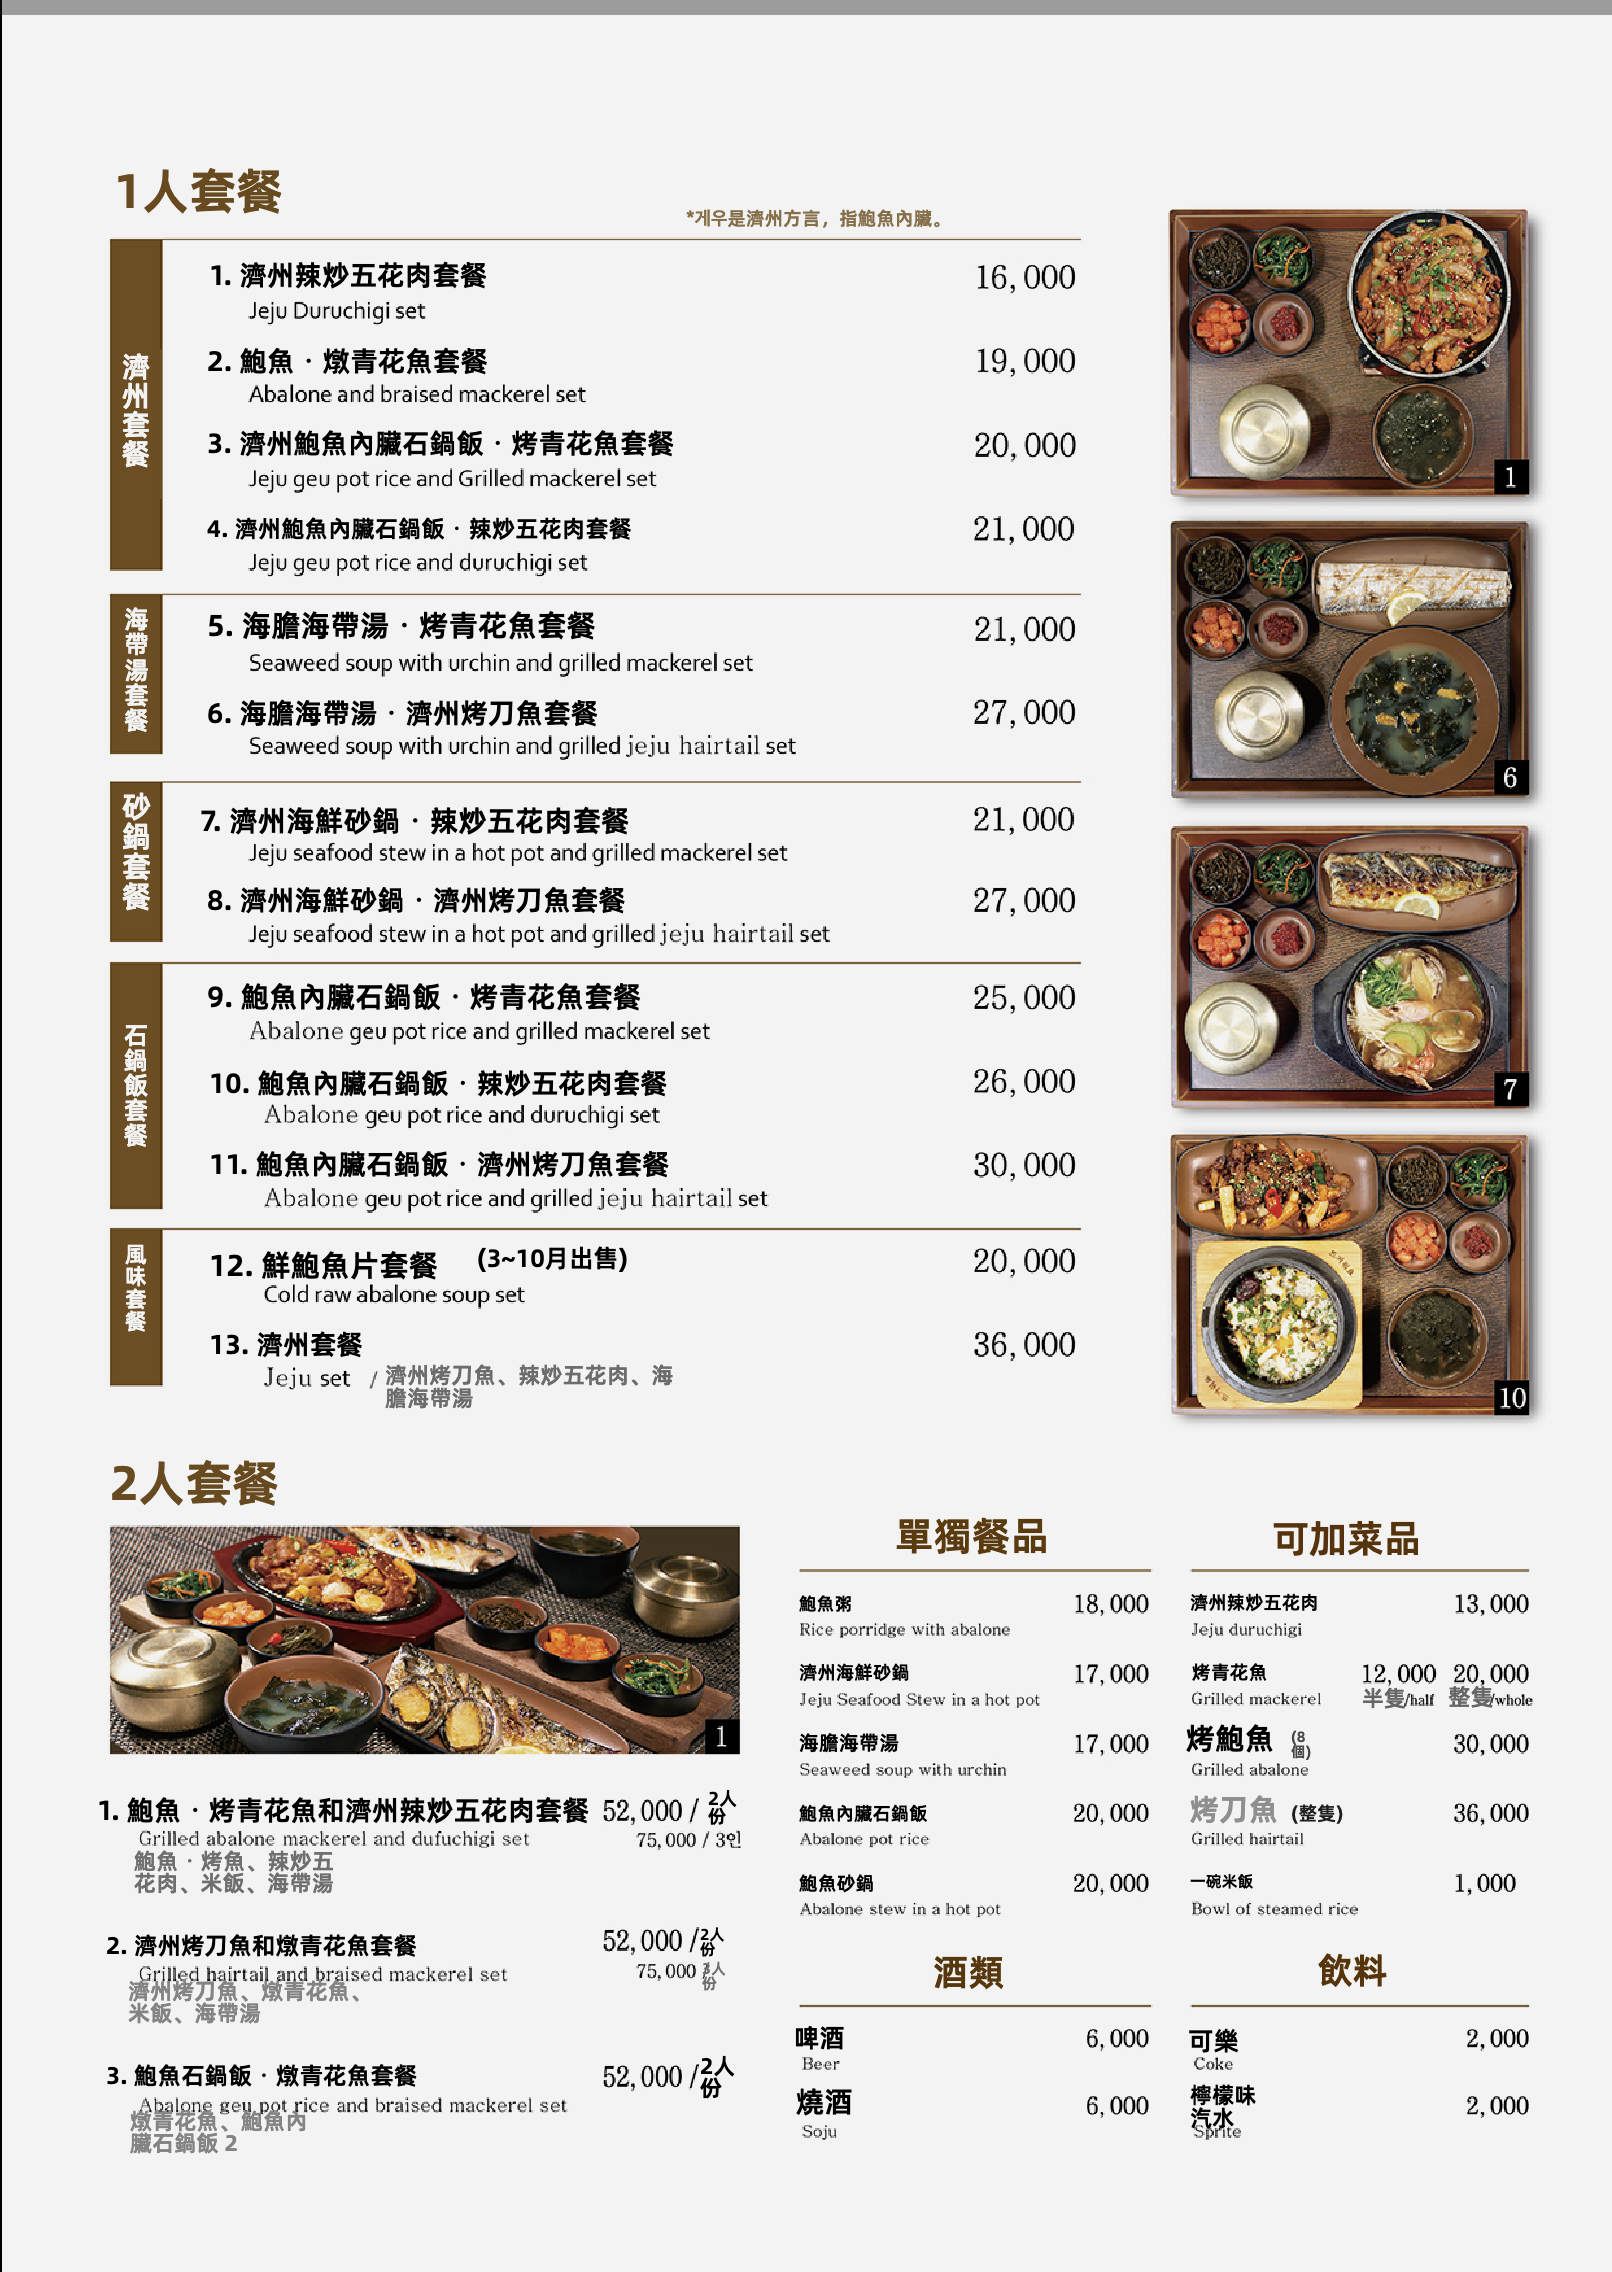 1人套餐
*게우是濟州方言，指鮑魚內臟。
濟州套餐
1. 濟州辣炒五花肉套餐 16,000
Jeju Duruchigi set
2. 鮑魚 · 燉青花魚套餐 19,000
Abalone and braised mackerel set
3. 濟州鮑魚內臟石鍋飯 · 烤青花魚套餐 20,000
Jeju geu pot rice and Grilled mackerel set
4. 濟州鮑魚內臟石鍋飯 · 辣炒五花肉套餐 21,000
Jeju geu pot rice and duruchigi set
海帶湯套餐
5. 海膽海帶湯 · 烤青花魚套餐 21,000
Seaweed soup with urchin and grilled mackerel set
6. 海膽海帶湯 · 濟州烤刀魚套餐 27,000
Seaweed soup with urchin and grilled jeju hairtail set
砂鍋套餐
7. 濟州海鮮砂鍋 · 辣炒五花肉套餐 21,000
Jeju seafood stew in a hot pot and grilled mackerel set
8. 濟州海鮮砂鍋 · 濟州烤刀魚套餐 27,000
Jeju seafood stew in a hot pot and grilled jeju hairtail set
石鍋飯套餐
9. 鮑魚內臟石鍋飯 · 烤青花魚套餐 25,000
Abalone geu pot rice and grilled mackerel set
10. 鮑魚內臟石鍋飯 · 辣炒五花肉套餐 26,000
Abalone geu pot rice and duruchigi set
11. 鮑魚內臟石鍋飯 · 濟州烤刀魚套餐 30,000
Abalone geu pot rice and grilled jeju hairtail set
風味套餐
12. 鮮鮑魚片套餐 (3~10月出售) 20,000
Cold raw abalone soup set
13. 濟州套餐 36,000
Jeju set / 濟州烤刀魚、辣炒五花肉、海
膽海帶湯
1
6
7
10
2人套餐
1
1. 鮑魚 · 烤青花魚和濟州辣炒五花肉套餐 52,000 / 2人
份
Grilled abalone mackerel and dufuchigi set 75,000 / 3인
鮑魚 · 烤魚、辣炒五
花肉、米飯、海帶湯
2. 濟州烤刀魚和燉青花魚套餐 52,000 / 2人
份
Grilled hairtail and braised mackerel set 75,000 3人
份
濟州烤刀魚、燉青花魚、
米飯、海帶湯
3. 鮑魚石鍋飯 · 燉青花魚套餐 52,000 / 2人
份
Abalone geu pot rice and braised mackerel set
燉青花魚、鮑魚內
臟石鍋飯 2
單獨餐品
鮑魚粥 18,000
Rice porridge with abalone
濟州海鮮砂鍋 17,000
Jeju Seafood Stew in a hot pot
海膽海帶湯 17,000
Seaweed soup with urchin
鮑魚內臟石鍋飯 20,000
Abalone pot rice
鮑魚砂鍋 20,000
Abalone stew in a hot pot
可加菜品
濟州辣炒五花肉 13,000
Jeju duruchigi
烤青花魚 12,000 20,000
Grilled mackerel 半隻/half 整隻/whole
烤鮑魚 (8
個) 30,000
Grilled abalone
烤刀魚 (整隻) 36,000
Grilled hairtail
一碗米飯 1,000
Bowl of steamed rice
酒類
啤酒 6,000
Beer
燒酒 6,000
Soju
飲料
可樂 2,000
Coke
檸檬味
汽水 2,000
Sprite